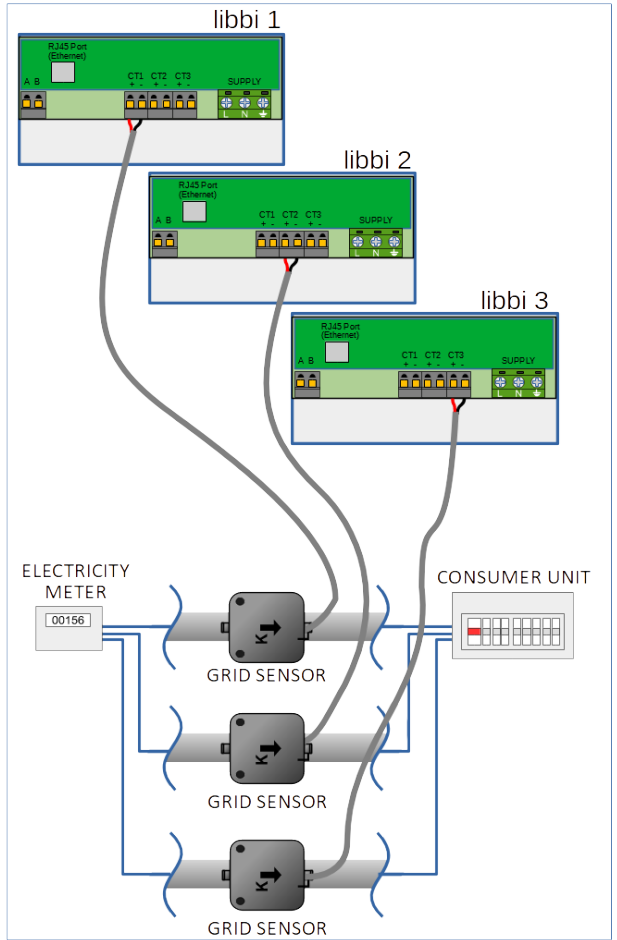 libbi 1
RJ45 Port
(Ethernet)
A B
CT1 CT2 CT3
+ - + - + -
SUPPLY
L N
libbi 2
RJ45 Port
(Ethernet)
A B
CT1 CT2 CT3
+ - + - + -
SUPPLY
L N
libbi 3
RJ45 Port
(Ethernet)
A B
CT1 CT2 CT3
+ - + - + -
SUPPLY
L N
ELECTRICITY
METER
00156
CONSUMER UNIT
K
GRID SENSOR
K
GRID SENSOR
K
GRID SENSOR